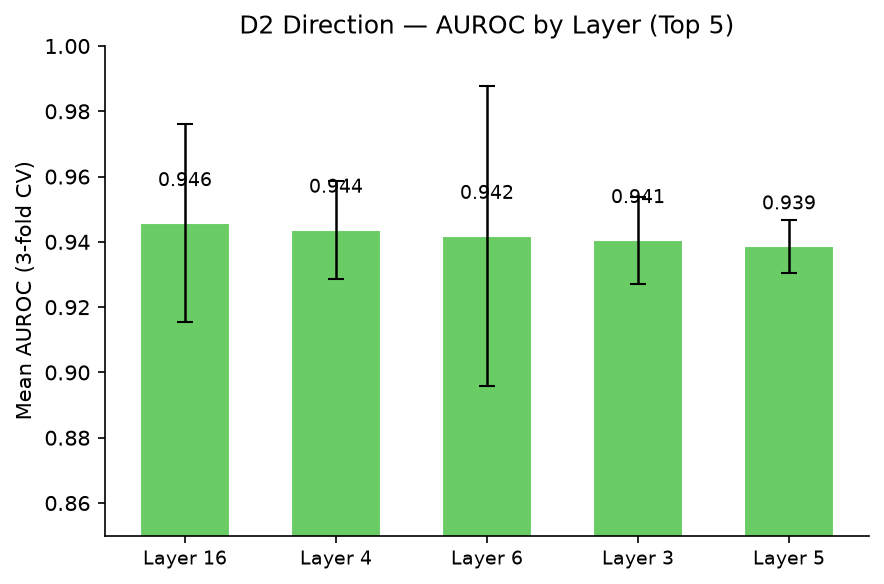 D2 Direction — AUROC by Layer (Top 5)
Mean AUROC (3-fold CV)
1.00
0.98
0.96
0.94
0.92
0.90
0.88
0.86
0.946
0.944
0.942
0.941
0.939
Layer 16
Layer 4
Layer 6
Layer 3
Layer 5